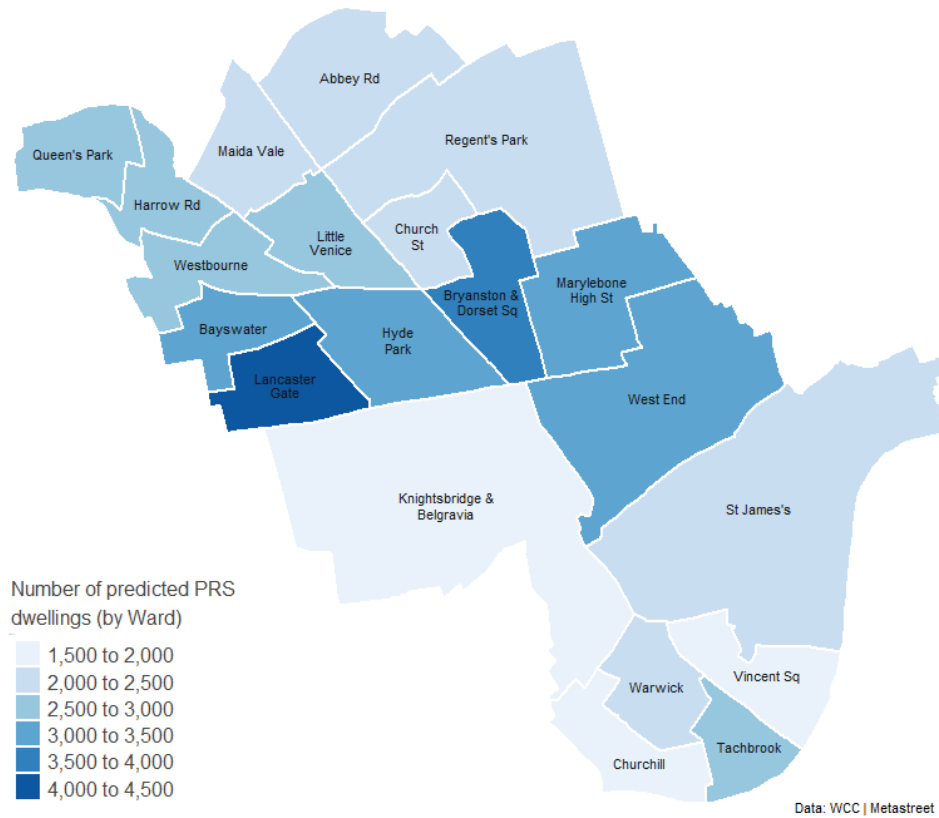 Abbey Rd
Regent's Park
Maida Vale
Queen's Park
Harrow Rd
Church
St
Little
Venice
Westbourne
Marylebone
High St
Bryanston &
Dorset Sq
Bayswater
Hyde
Park
Lancaster
Gate
West End
Knightsbridge &
Belgravia
St James's
Number of predicted PRS
dwellings (by Ward)
1,500 to 2,000
2,000 to 2,500
2,500 to 3,000
3,000 to 3,500
3,500 to 4,000
4,000 to 4,500
Vincent Sq
Warwick
Tachbrook
Churchill
Data: WCC | Metastreet